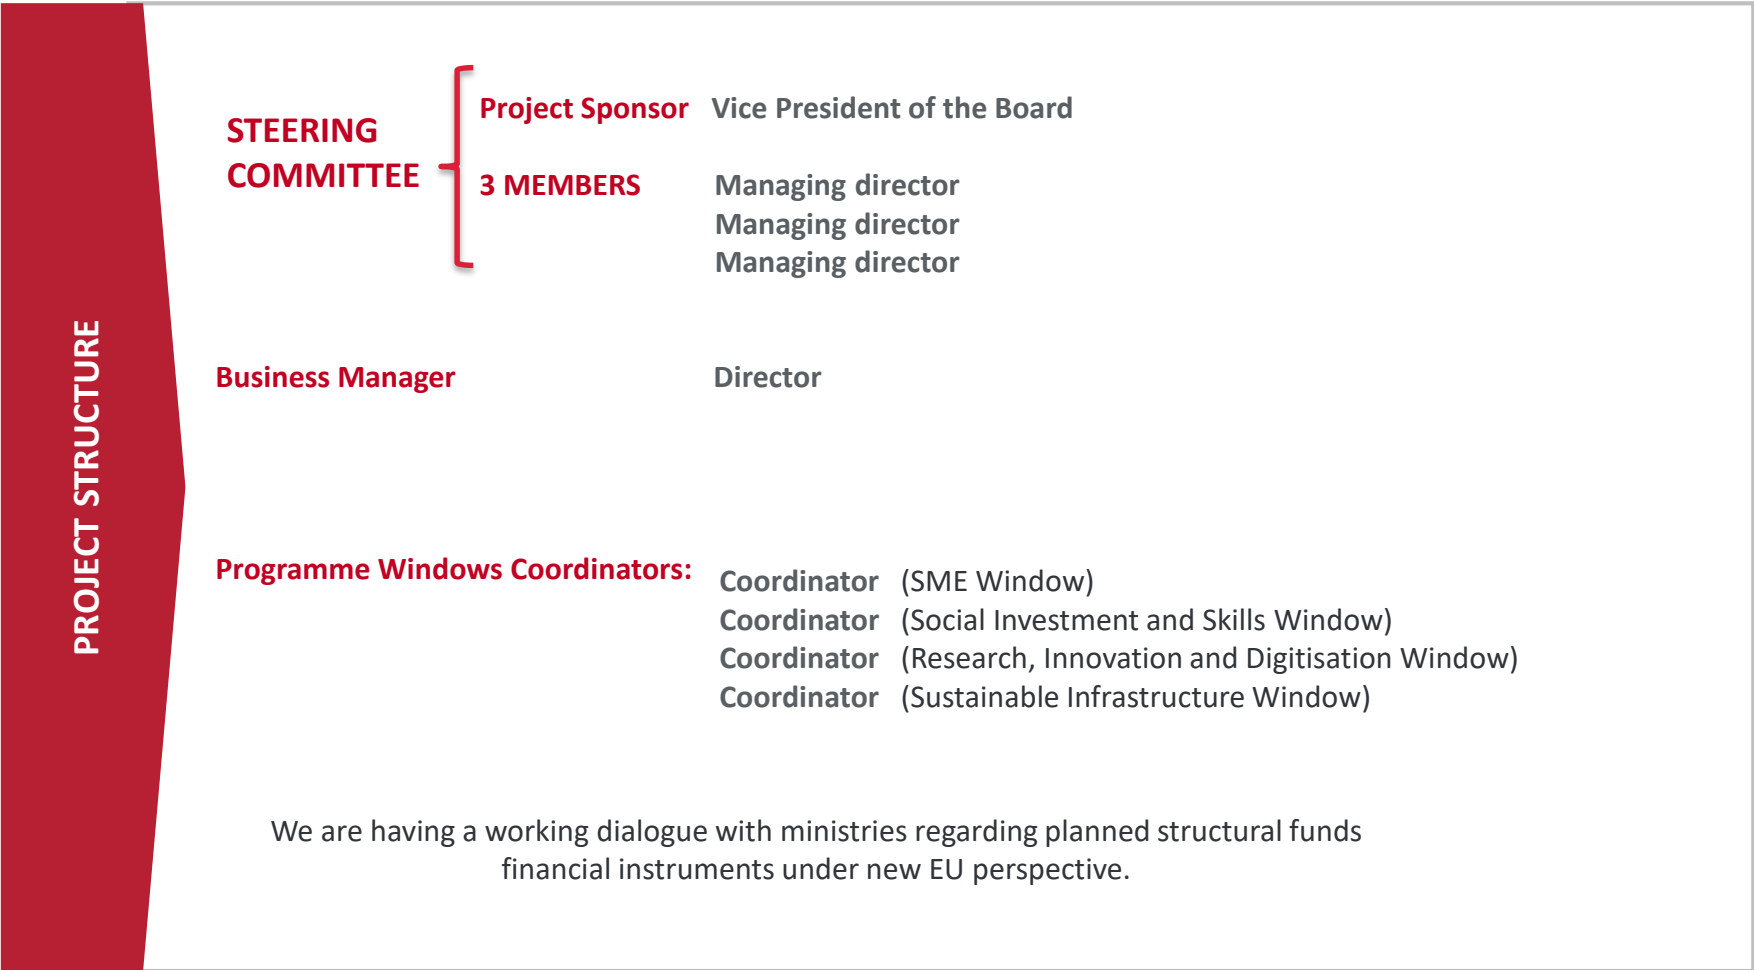 PROJECT STRUCTURE
STEERING
COMMITTEE
Project Sponsor Vice President of the Board
3 MEMBERS Managing director
Managing director
Managing director
Business Manager Director
Programme Windows Coordinators:
Coordinator (SME Window)
Coordinator (Social Investment and Skills Window)
Coordinator (Research, Innovation and Digitisation Window)
Coordinator (Sustainable Infrastructure Window)
We are having a working dialogue with ministries regarding planned structural funds
financial instruments under new EU perspective.